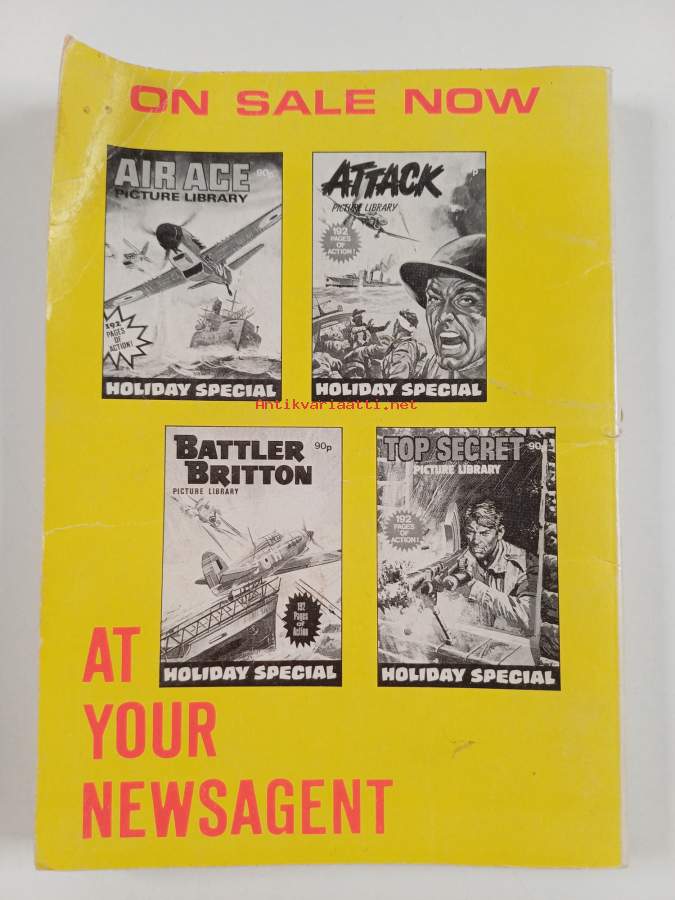 ON SALE NOW
AIR ACE
90p
PICTURE LIBRARY
192
PAGES
OF
ACTION!
HOLIDAY SPECIAL
ATTACK
p
PICTURE LIBRARY
192
PAGES
OF
ACTION!
HOLIDAY SPECIAL
Antikvariaatti.net
BATTLER
BRITTON
90p
PICTURE LIBRARY
192
Pages
of
Action
HOLIDAY SPECIAL
TOP SECRET
90p
PICTURE LIBRARY
192
PAGES
OF
ACTION!
HOLIDAY SPECIAL
AT
YOUR
NEWSAGENT